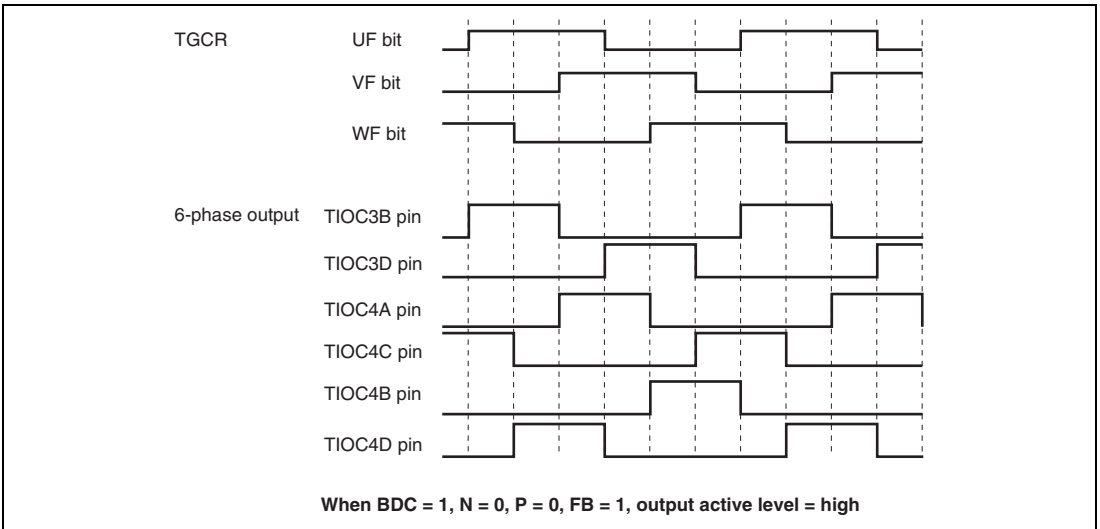 TGCR UF bit
VF bit
WF bit
6-phase output TIOC3B pin
TIOC3D pin
TIOC4A pin
TIOC4C pin
TIOC4B pin
TIOC4D pin
When BDC = 1, N = 0, P = 0, FB = 1, output active level = high